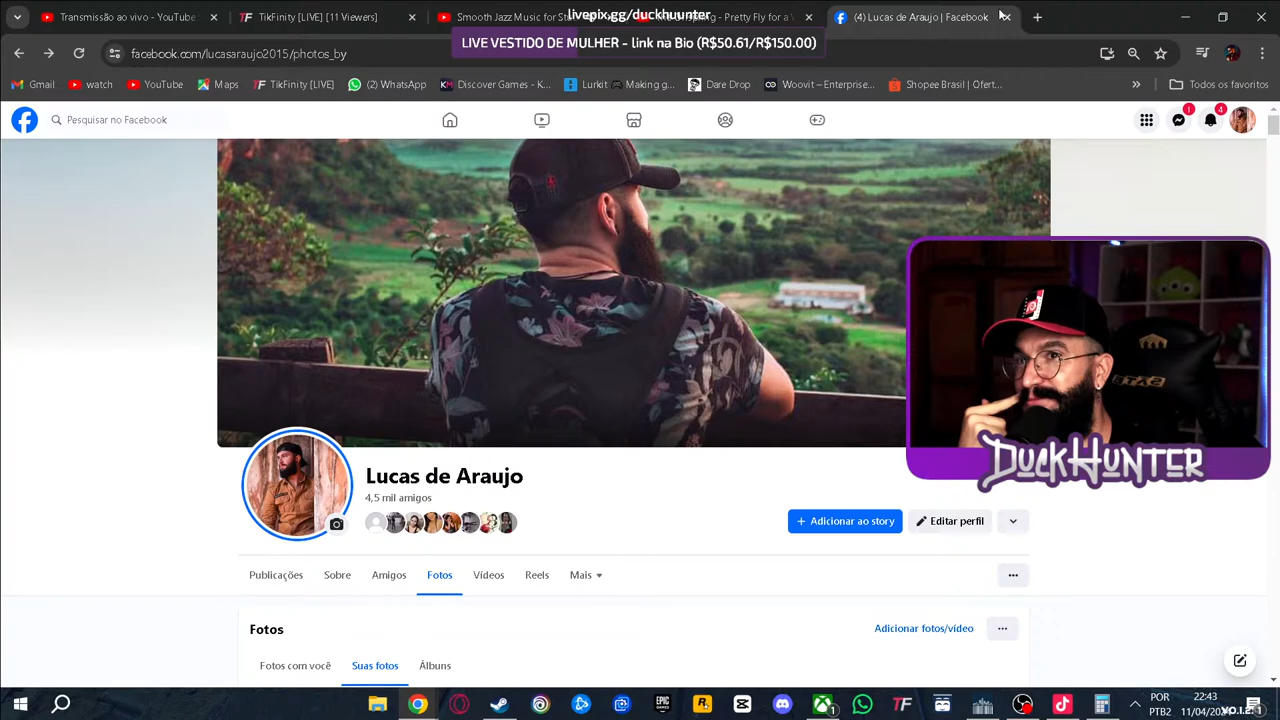 Transmissão ao vivo - YouTube
TikFinity [LIVE] (11 Viewers)
Smooth Jazz Music for Stu
Pretty Fly for a
(4) Lucas de Araujo | Facebook
livepix.gg/duckhuunter
LIVE VESTIDO DE MULHER - link na Bio (R$50.61/R$150.00)
facebook.com/lucasaraujo2015/photos_by
Gmail
watch
YouTube
Maps
TikFinity [LIVE]
(2) WhatsApp
Discover Games - K...
Lurkit 🎮 Making g...
Dare Drop
Woovit – Enterprise...
Shopee Brasil | Ofert...
Todos os favoritos
Pesquisar no Facebook
1
4
DUCKHUNTER
Lucas de Araujo
4,5 mil amigos
Adicionar ao story
Editar perfil
Publicações
Sobre
Amigos
Fotos
Vídeos
Reels
Mais
Fotos
Adicionar fotos/vídeo
Fotos com você
Suas fotos
Álbuns
POR
PTB2
22:43